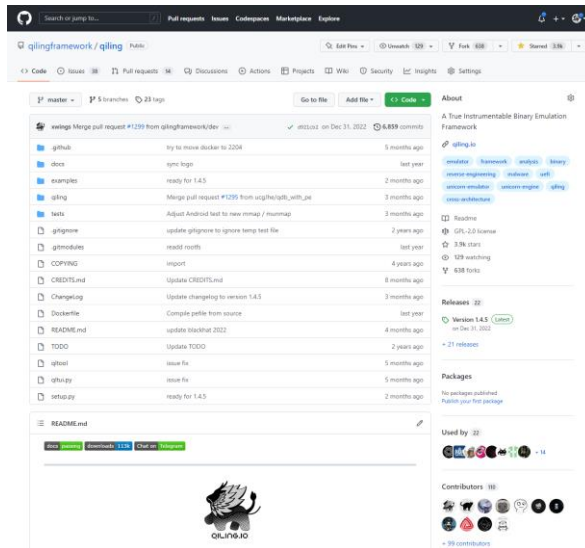 Search or jump to...
Pull requests Issues Codespaces Marketplace Explore
qilingframework / qiling Public
Edit Pins Unwatch 129 Fork 638 Starred 3.9k
Code Issues Pull requests Discussions Actions Projects Wiki Security Insights Settings
master 5 branches 23 tags Go to file Add file Code
xwings Merge pull request #1299 from qilingframework/dev on Dec 31, 2022 6,859 commits
.github try to move docker to 2204 5 months ago
docs sync logo last year
examples ready for 1.4.5 2 months ago
qiling Merge pull request 3 months ago
tests Adjust Android test to new mmap / munmap 3 months ago
.gitignore update gitignore to ignore temp test file 2 years ago
.gitmodules readd rootfs last year
COPYING import 4 years ago
CREDITS.md Update CREDITS.md 8 months ago
ChangeLog Update changelog to version 1.4.5 3 months ago
Dockerfile Compile pefile from source last year
README.md update blackhat 2022 4 months ago
TODO Update TODO 2 years ago
qltool issue fix 5 months ago
qltui.py issue fix 5 months ago
setup.py ready for 1.4.5 2 months ago
README.md
docs passing downloads Chat on Telegram
QILING.IO
About
A True Instrumentable Binary Emulation
Framework
qiling.io
emulator framework analysis binary
reverse-engineering malware uefi
unicorn-emulator unicorn-engine qiling
cross-architecture
Readme
GPL-2.0 license
3.9k stars
129 watching
638 forks
Releases 22
Version 1.4.5 Latest
on Dec 31, 2022
+ 21 releases
Packages
No packages published
Publish your first package
Used by 22
+ 14
Contributors 110
+ 99 contributors